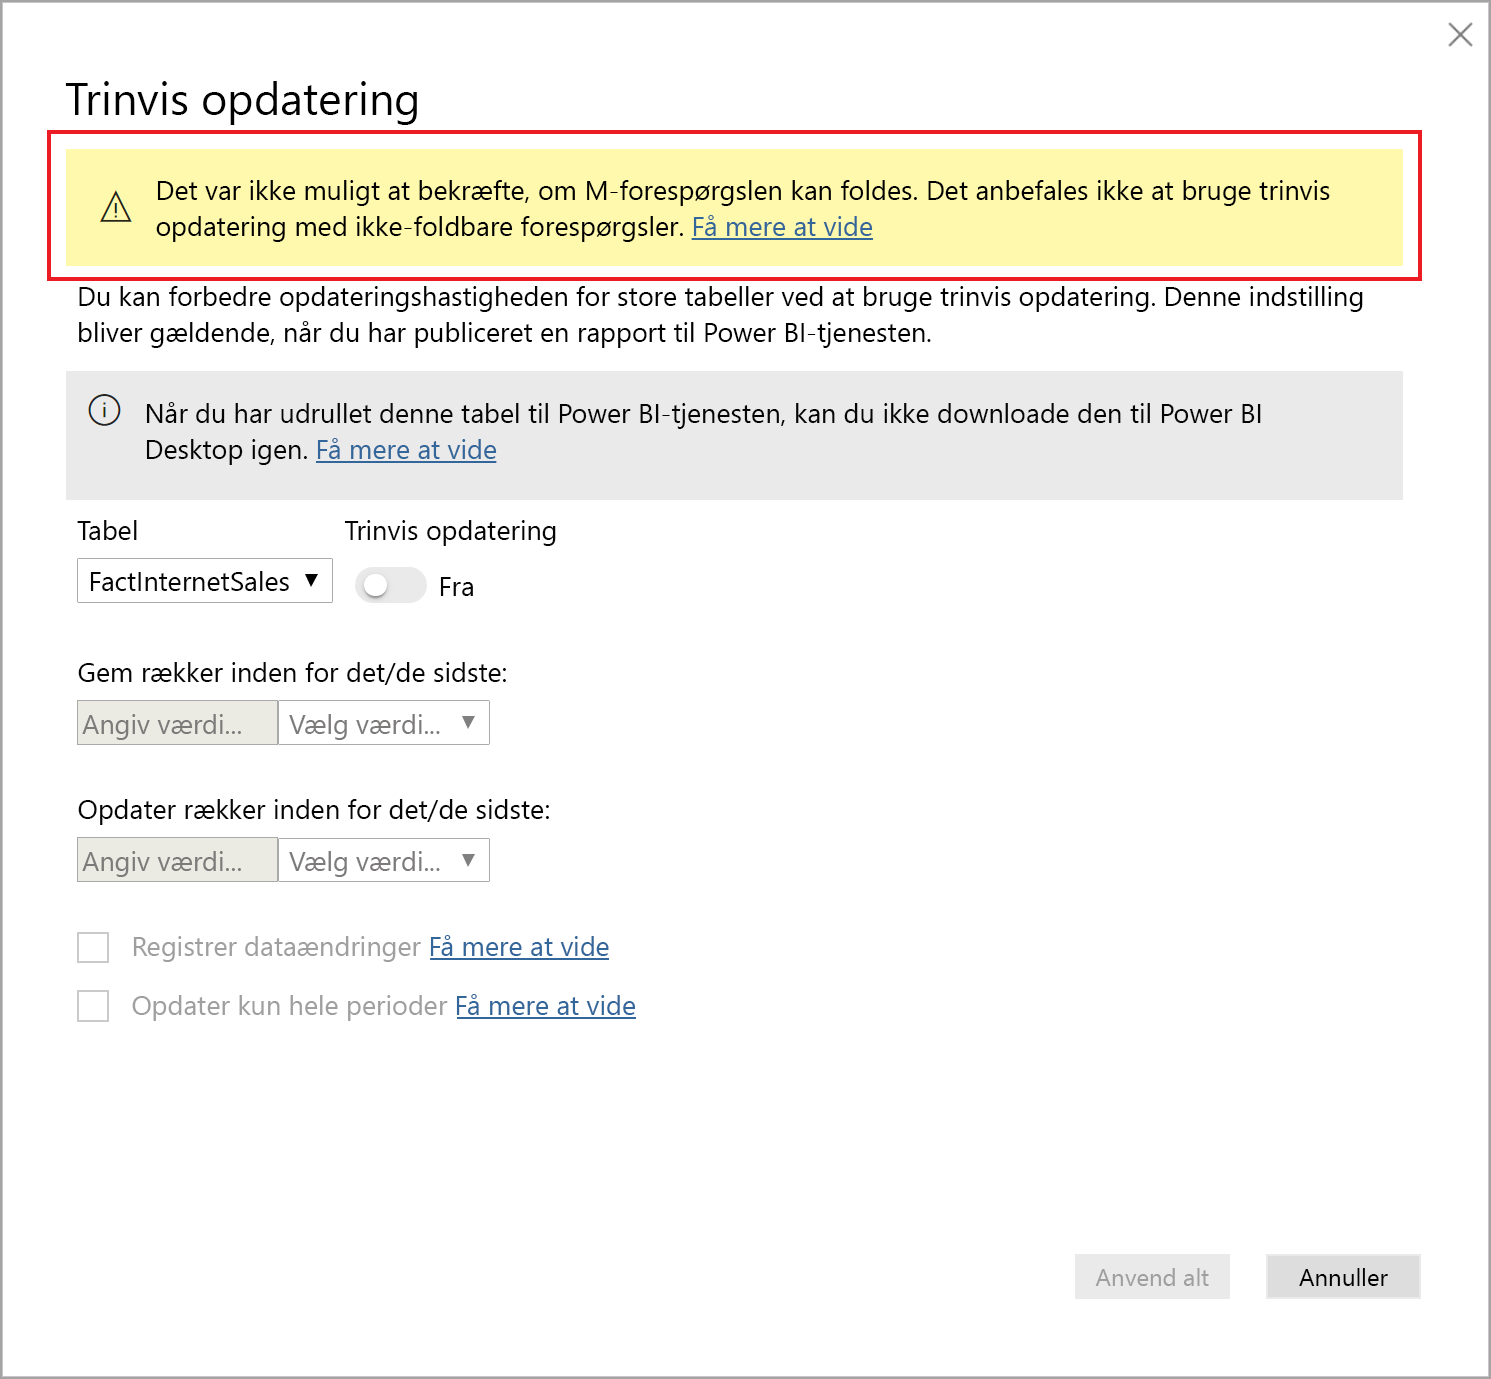 Trinvis opdatering
Det var ikke muligt at bekræfte, om M-forespørgslen kan foldes. Det anbefales ikke at bruge trinvis
opdatering med ikke-foldbare forespørgsler. Få mere at vide
Du kan forbedre opdateringshastigheden for store tabeller ved at bruge trinvis opdatering. Denne indstilling
bliver gældende, når du har publiceret en rapport til Power BI-tjenesten.
Når du har udrullet denne tabel til Power BI-tjenesten, kan du ikke downloade den til Power BI
Desktop igen. Få mere at vide
Tabel Trinvis opdatering
FactInternetSales Fra
Gem rækker inden for det/de sidste:
Angiv værdi... Vælg værdi...
Opdater rækker inden for det/de sidste:
Angiv værdi... Vælg værdi...
Registrer dataændringer Få mere at vide
Opdater kun hele perioder Få mere at vide
Anvend alt Annuller